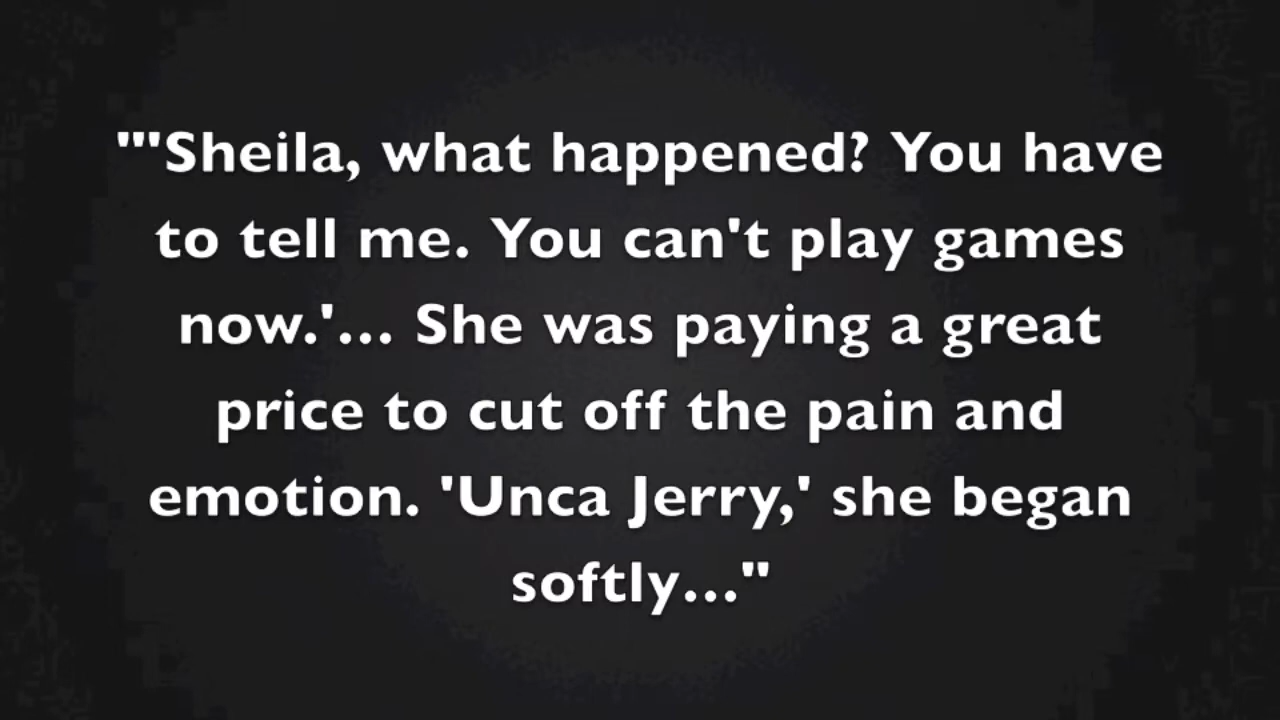 "'Sheila, what happened? You have
to tell me. You can't play games
now.'... She was paying a great
price to cut off the pain and
emotion. 'Unca Jerry,' she began
softly..."